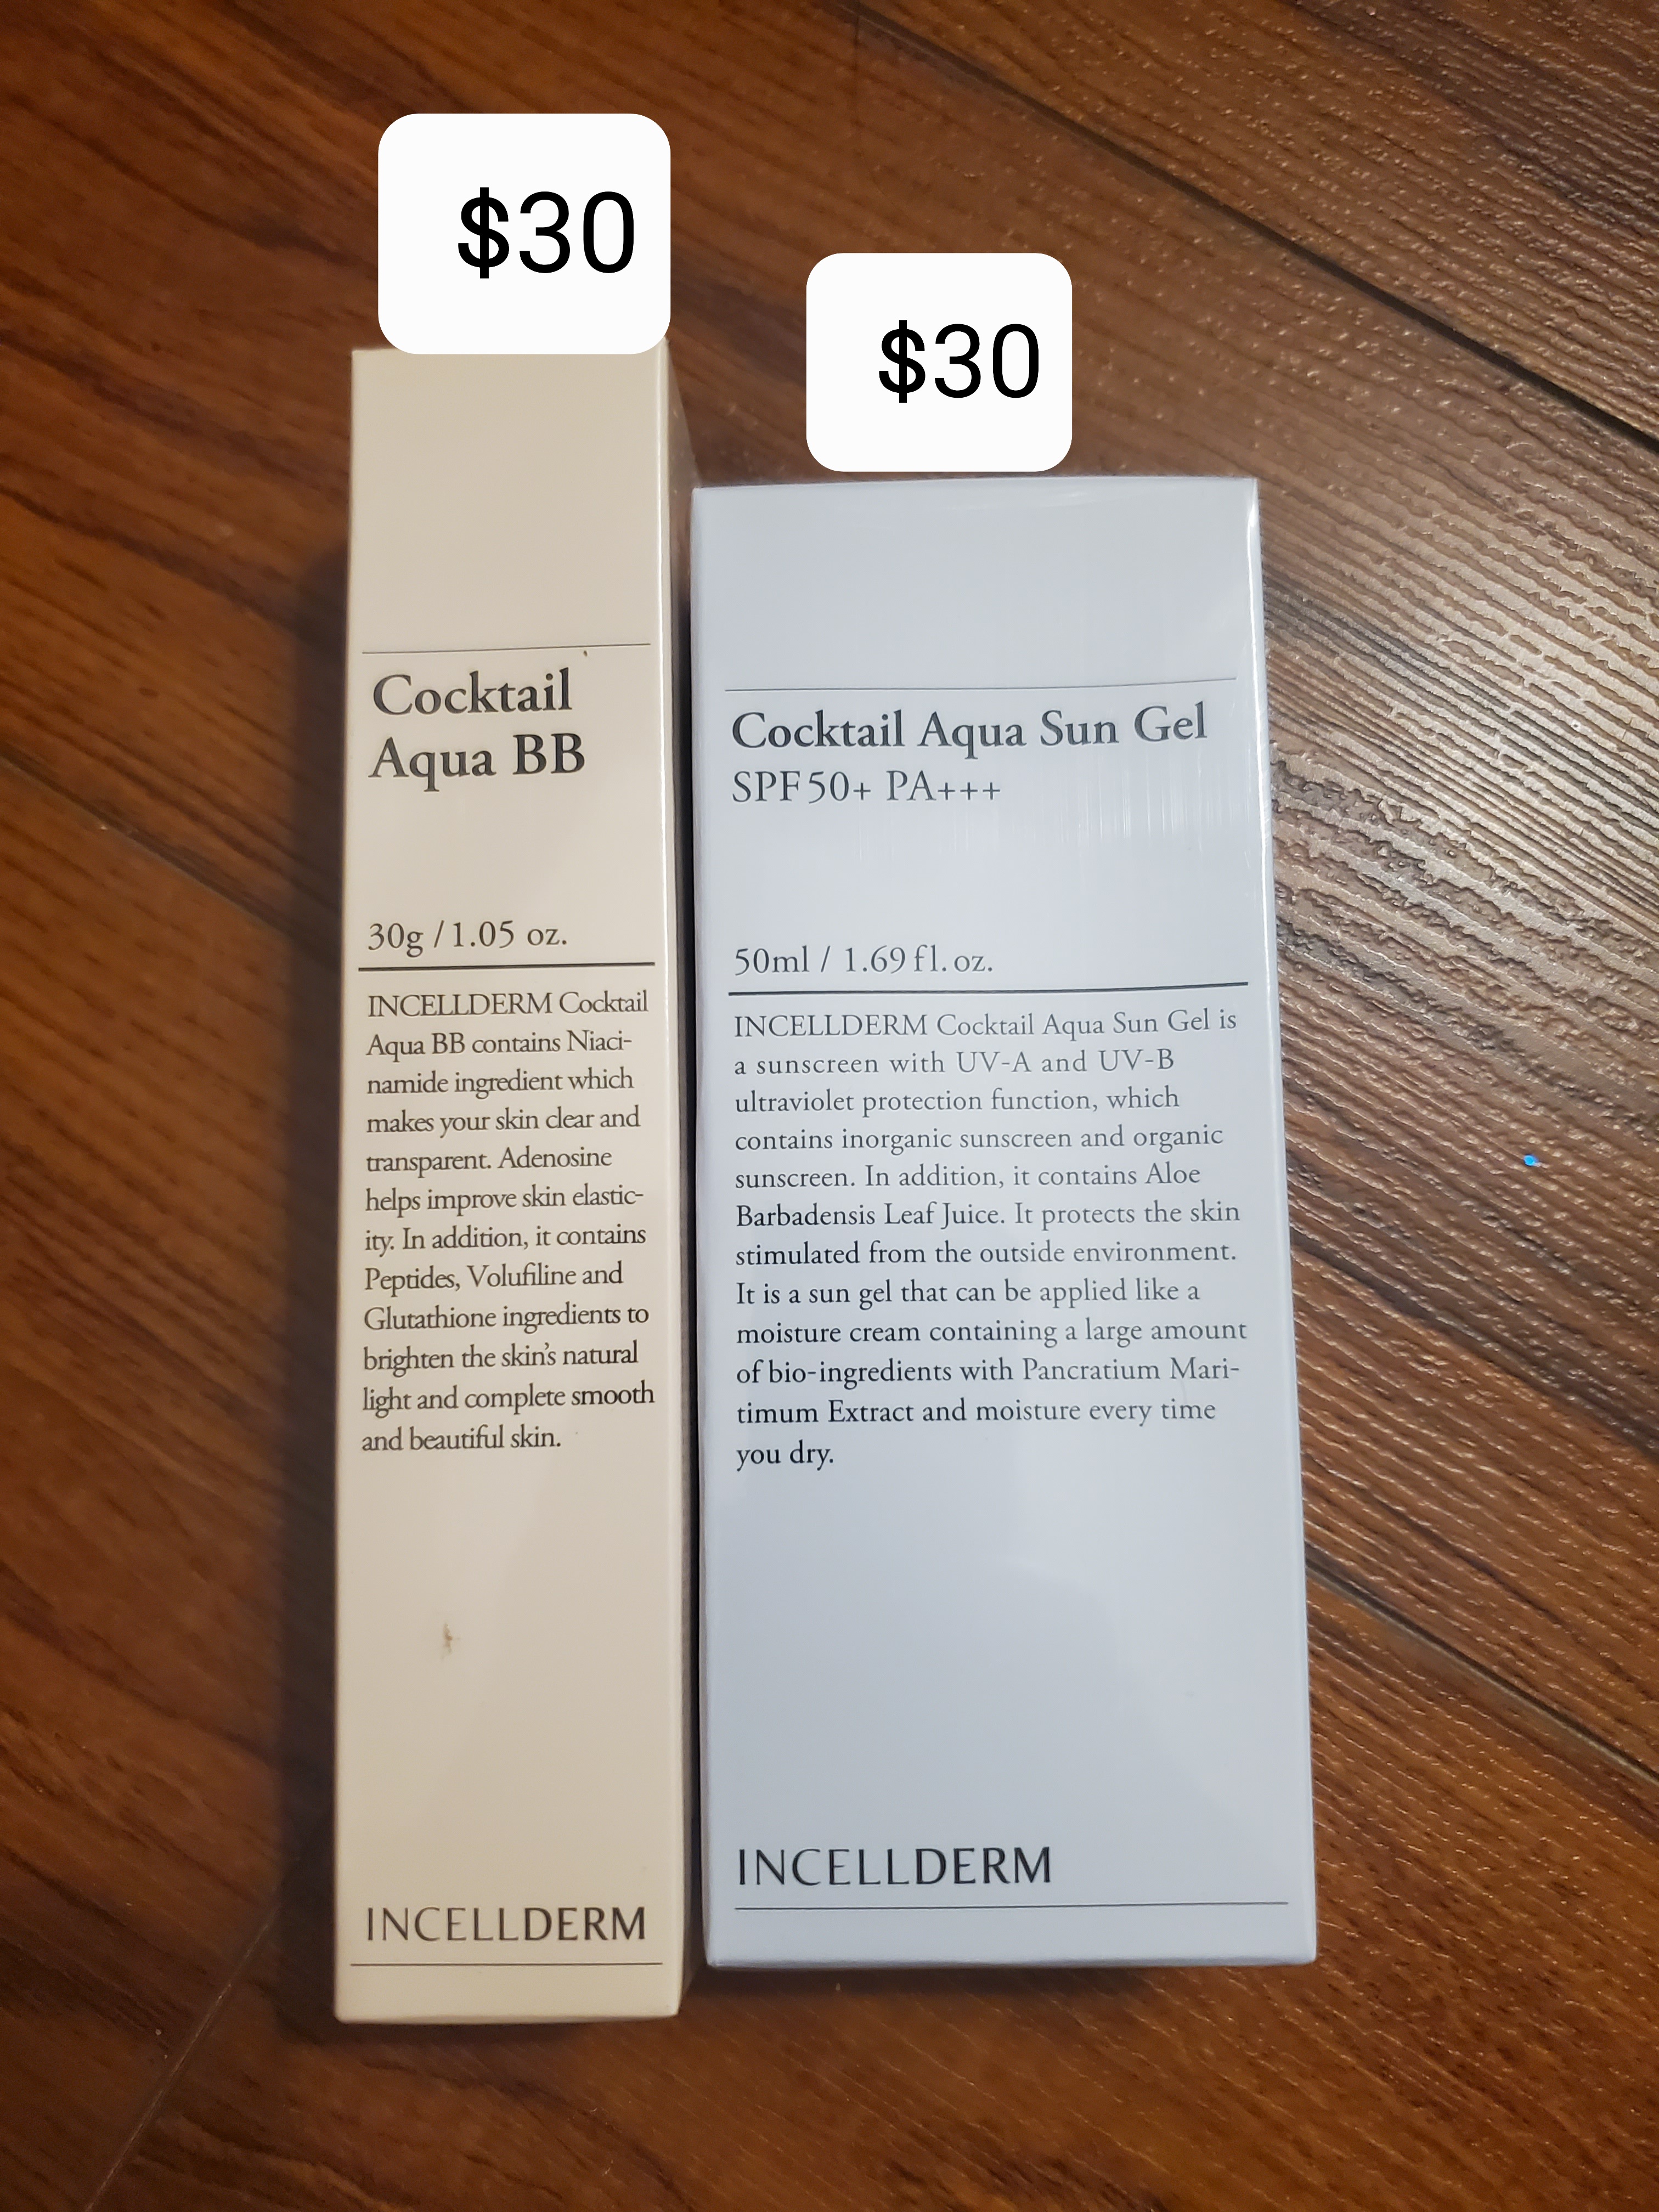 $30
Cocktail
Aqua BB
30g / 1.05 oz.
INCELLDERM Cocktail
Aqua BB contains Niaci-
namide ingredient which
makes your skin clear and
transparent. Adenosine
helps improve skin elastic-
ity. In addition, it contains
Peptides, Volufiline and
Glutathione ingredients to
brighten the skin's natural
light and complete smooth
and beautiful skin.
INCELLDERM
$30
Cocktail Aqua Sun Gel
SPF50+ PA+++
50ml / 1.69 fl. oz.
INCELLDERM Cocktail Aqua Sun Gel is
a sunscreen with UV-A and UV-B
ultraviolet protection function, which
contains inorganic sunscreen and organic
sunscreen. In addition, it contains Aloe
Barbadensis Leaf Juice. It protects the skin
stimulated from the outside environment.
It is a sun gel that can be applied like a
moisture cream containing a large amount
of bio-ingredients with Pancratium Mari-
timum Extract and moisture every time
you dry.
INCELLDERM